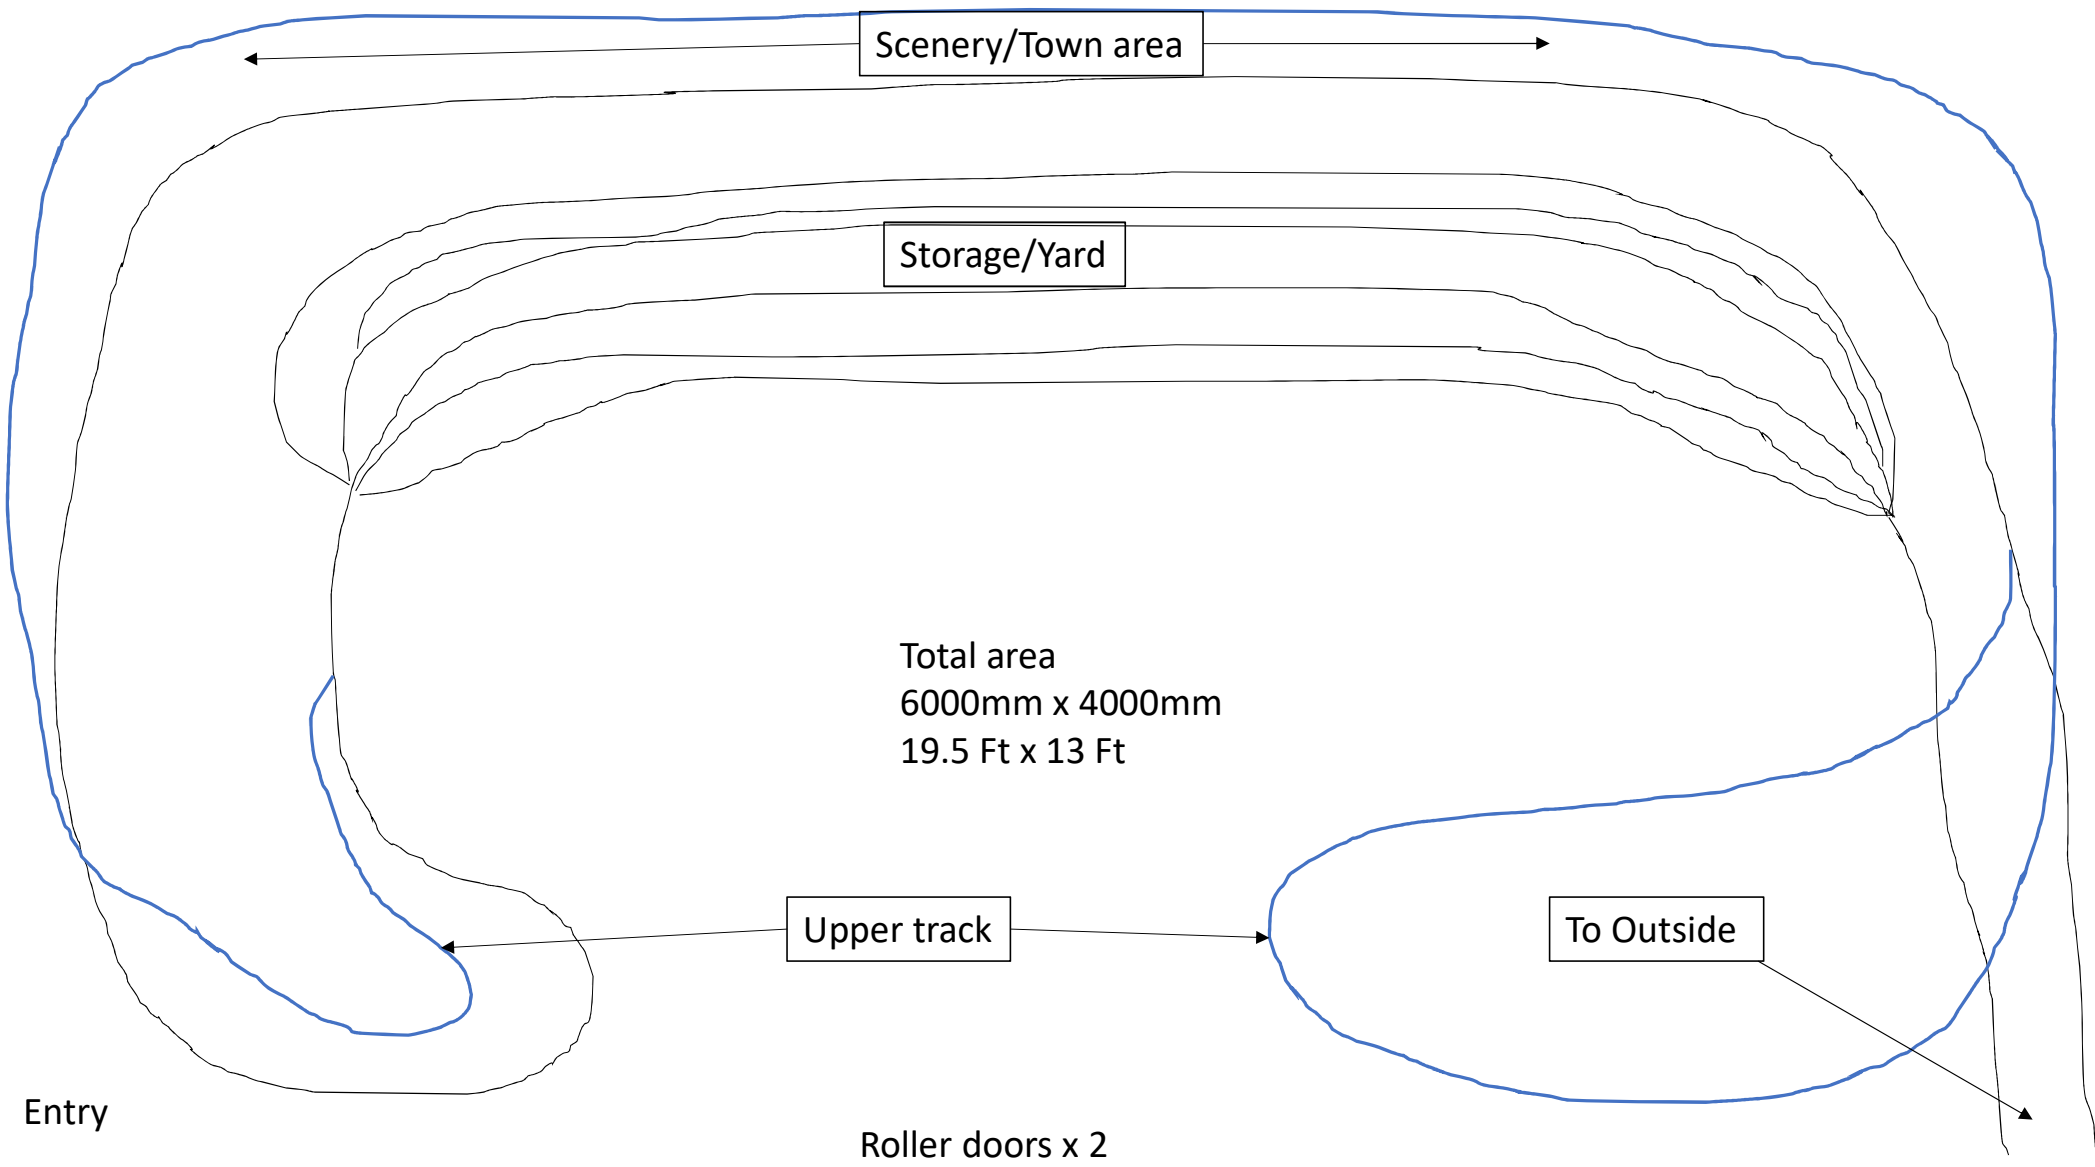 Scenery/Town area
Storage/Yard
Total area
6000mm x 4000mm
19.5 Ft x 13 Ft
Upper track
To Outside
Entry
Roller doors x 2